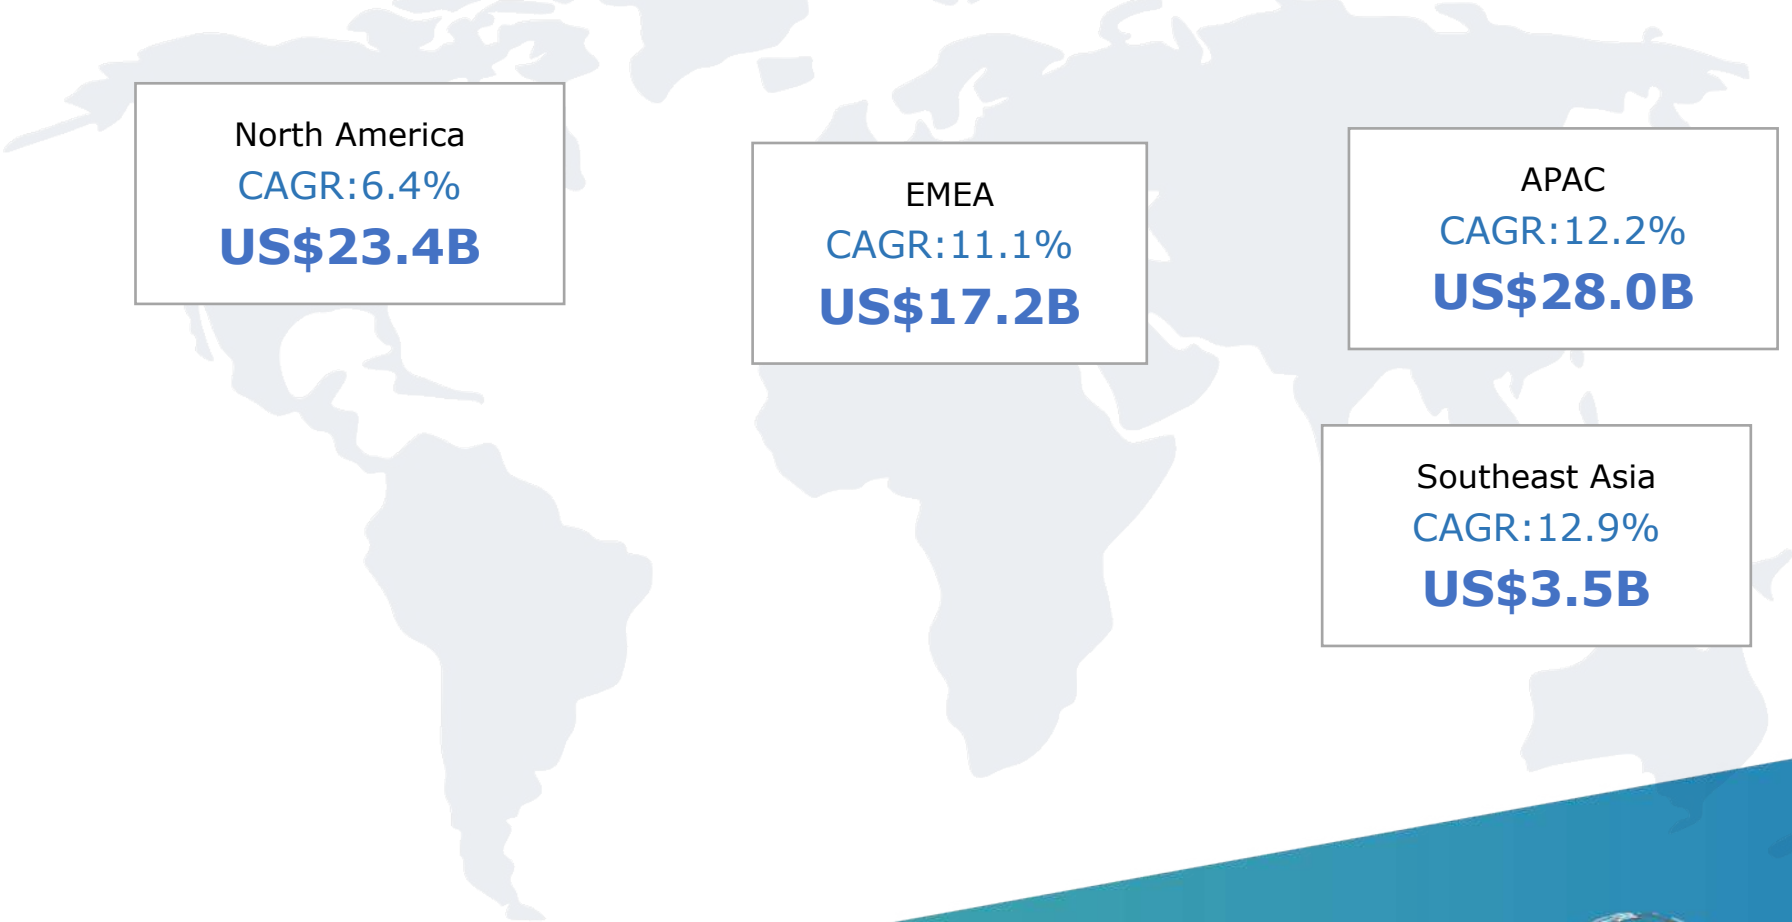 North America
CAGR:6.4%
US$23.4B
EMEA
CAGR:11.1%
US$17.2B
APAC
CAGR:12.2%
US$28.0B
Southeast Asia
CAGR:12.9%
US$3.5B